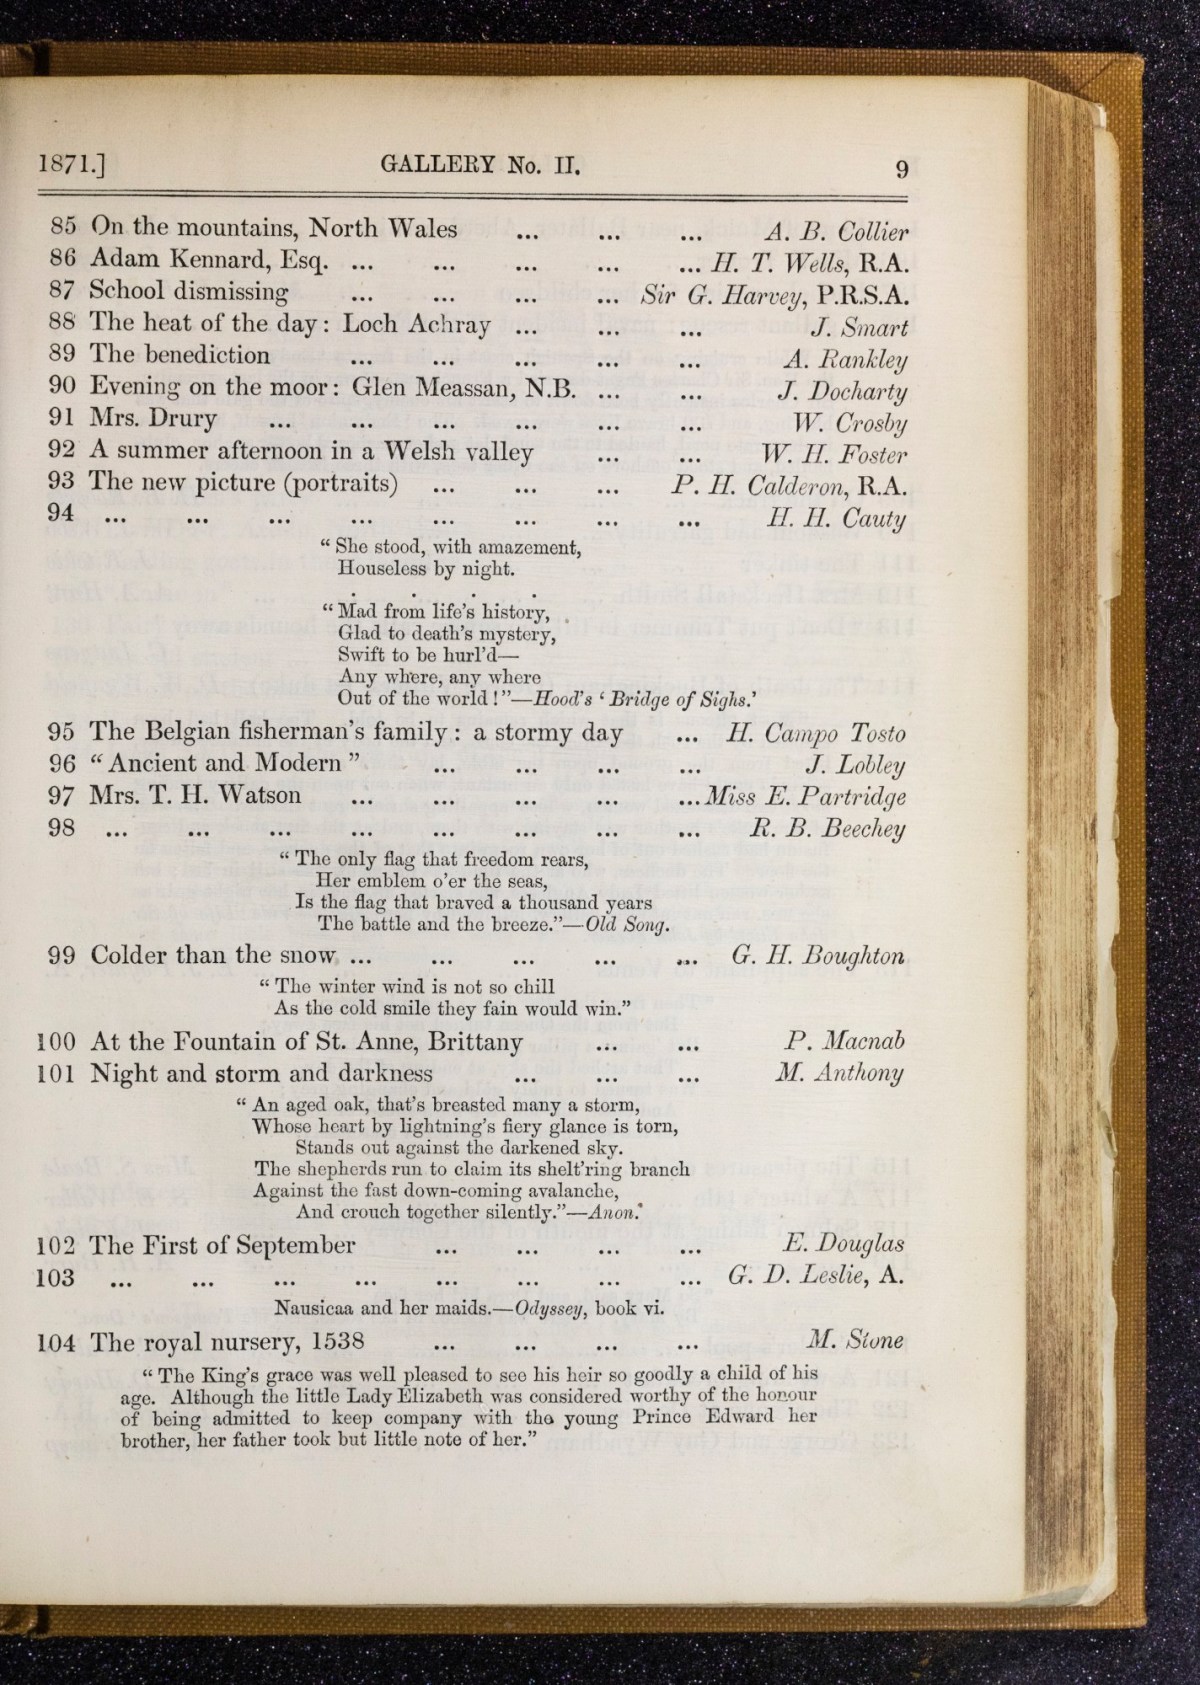 1871.] GALLERY No. II. 9
85 On the mountains, North Wales ... ... ... A. B. Collier
86 Adam Kennard, Esq. ... ... ... ... ... H. T. Wells, R.A.
87 School dismissing ... ... ... ... Sir G. Harvey, P.R.S.A.
88 The heat of the day: Loch Achray ... ... ... J. Smart
89 The benediction ... ... ... ... ... A. Rankley
90 Evening on the moor: Glen Meassan, N.B. ... ... J. Docharty
91 Mrs. Drury ... ... ... ... ... ... W. Crosby
92 A summer afternoon in a Welsh valley ... ... W. H. Foster
93 The new picture (portraits) ... ... ... P. H. Calderon, R.A.
94 ... ... ... ... ... ... ... ... H. H. Cauty
“ She stood, with amazement,
Houseless by night.
. . . .
“ Mad from life's history,
Glad to death's mystery,
Swift to be hurl'd—
Any where, any where
Out of the world ! ”—Hood's ‘ Bridge of Sighs.’
95 The Belgian fisherman's family : a stormy day ... H. Campo Tosto
96 “ Ancient and Modern ” ... ... ... ... J. Lobley
97 Mrs. T. H. Watson ... ... ... ... ... Miss E. Partridge
98 ... ... ... ... ... ... ... ... R. B. Beechey
“ The only flag that freedom rears,
Her emblem o'er the seas,
Is the flag that braved a thousand years
The battle and the breeze.”—Old Song.
99 Colder than the snow ... ... ... ... ... G. H. Boughton
“ The winter wind is not so chill
As the cold smile they fain would win.”
100 At the Fountain of St. Anne, Brittany ... ... P. Macnab
101 Night and storm and darkness ... ... ... M. Anthony
“ An aged oak, that's breasted many a storm,
Whose heart by lightning's fiery glance is torn,
Stands out against the darkened sky.
The shepherds run to claim its shelt'ring branch
Against the fast down-coming avalanche,
And crouch together silently.”—Anon.
102 The First of September ... ... ... ... E. Douglas
103 ... ... ... ... ... ... ... ... G. D. Leslie, A.
Nausicaa and her maids.—Odyssey, book vi.
104 The royal nursery, 1538 ... ... ... ... M. Stone
“ The King's grace was well pleased to see his heir so goodly a child of his
age. Although the little Lady Elizabeth was considered worthy of the honour
of being admitted to keep company with the young Prince Edward her
brother, her father took but little note of her.”